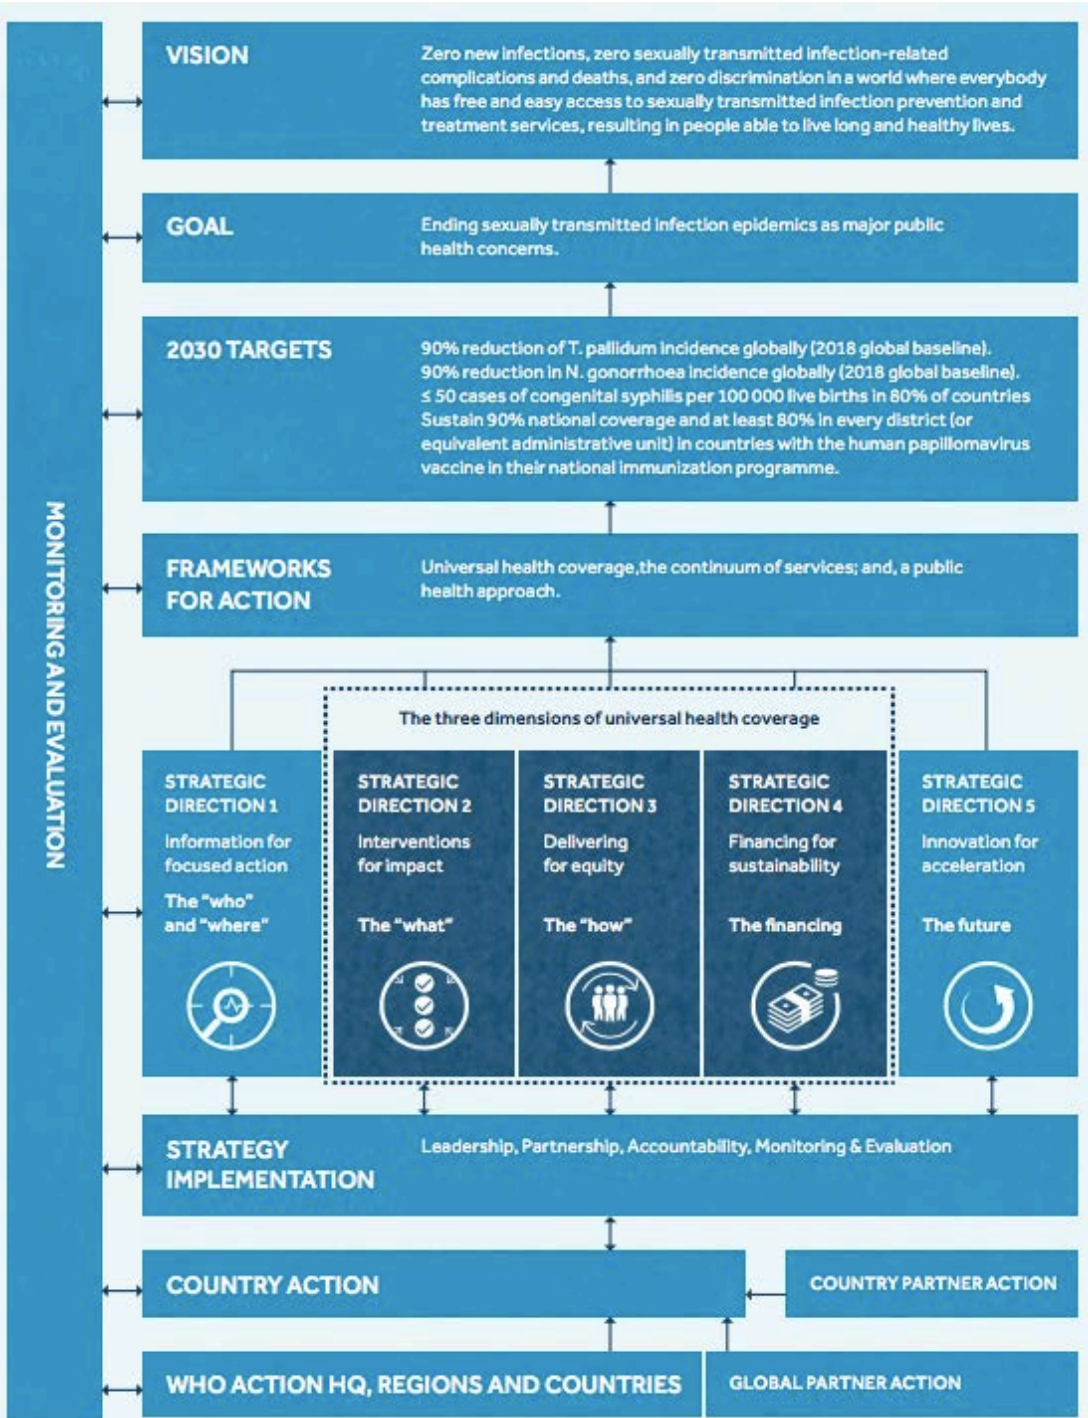 MONITORING AND EVALUATION
VISION
Zero new infections, zero sexually transmitted infection-related
complications and deaths, and zero discrimination in a world where everybody
has free and easy access to sexually transmitted infection prevention and
treatment services, resulting in people able to live long and healthy lives.
GOAL
Ending sexually transmitted infection epidemics as major public
health concerns.
2030 TARGETS
90% reduction of T. pallidum incidence globally (2018 global baseline).
90% reduction in N. gonorrhoea incidence globally (2018 global baseline).
≤ 50 cases of congenital syphilis per 100 000 live births in 80% of countries
Sustain 90% national coverage and at least 80% in every district (or
equivalent administrative unit) in countries with the human papillomavirus
vaccine in their national immunization programme.
FRAMEWORKS
FOR ACTION
Universal health coverage,the continuum of services; and, a public
health approach.
The three dimensions of universal health coverage
STRATEGIC
DIRECTION 1
Information for
focused action
The "who"
and "where"
STRATEGIC
DIRECTION 2
Interventions
for impact
The "what"
STRATEGIC
DIRECTION 3
Delivering
for equity
The "how"
STRATEGIC
DIRECTION 4
Financing for
sustainability
The financing
STRATEGIC
DIRECTION 5
Innovation for
acceleration
The future
STRATEGY
IMPLEMENTATION
Leadership, Partnership, Accountability, Monitoring & Evaluation
COUNTRY ACTION
COUNTRY PARTNER ACTION
WHO ACTION HQ, REGIONS AND COUNTRIES
GLOBAL PARTNER ACTION